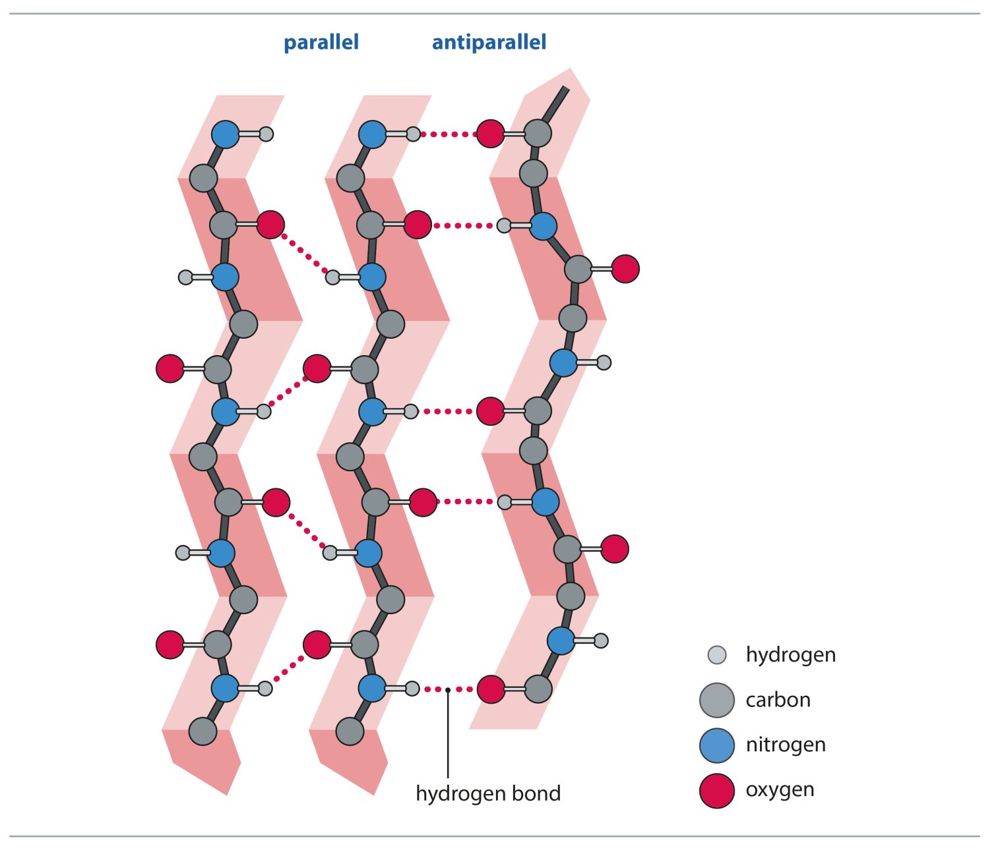 parallel
antiparallel
hydrogen
carbon
nitrogen
oxygen
hydrogen bond